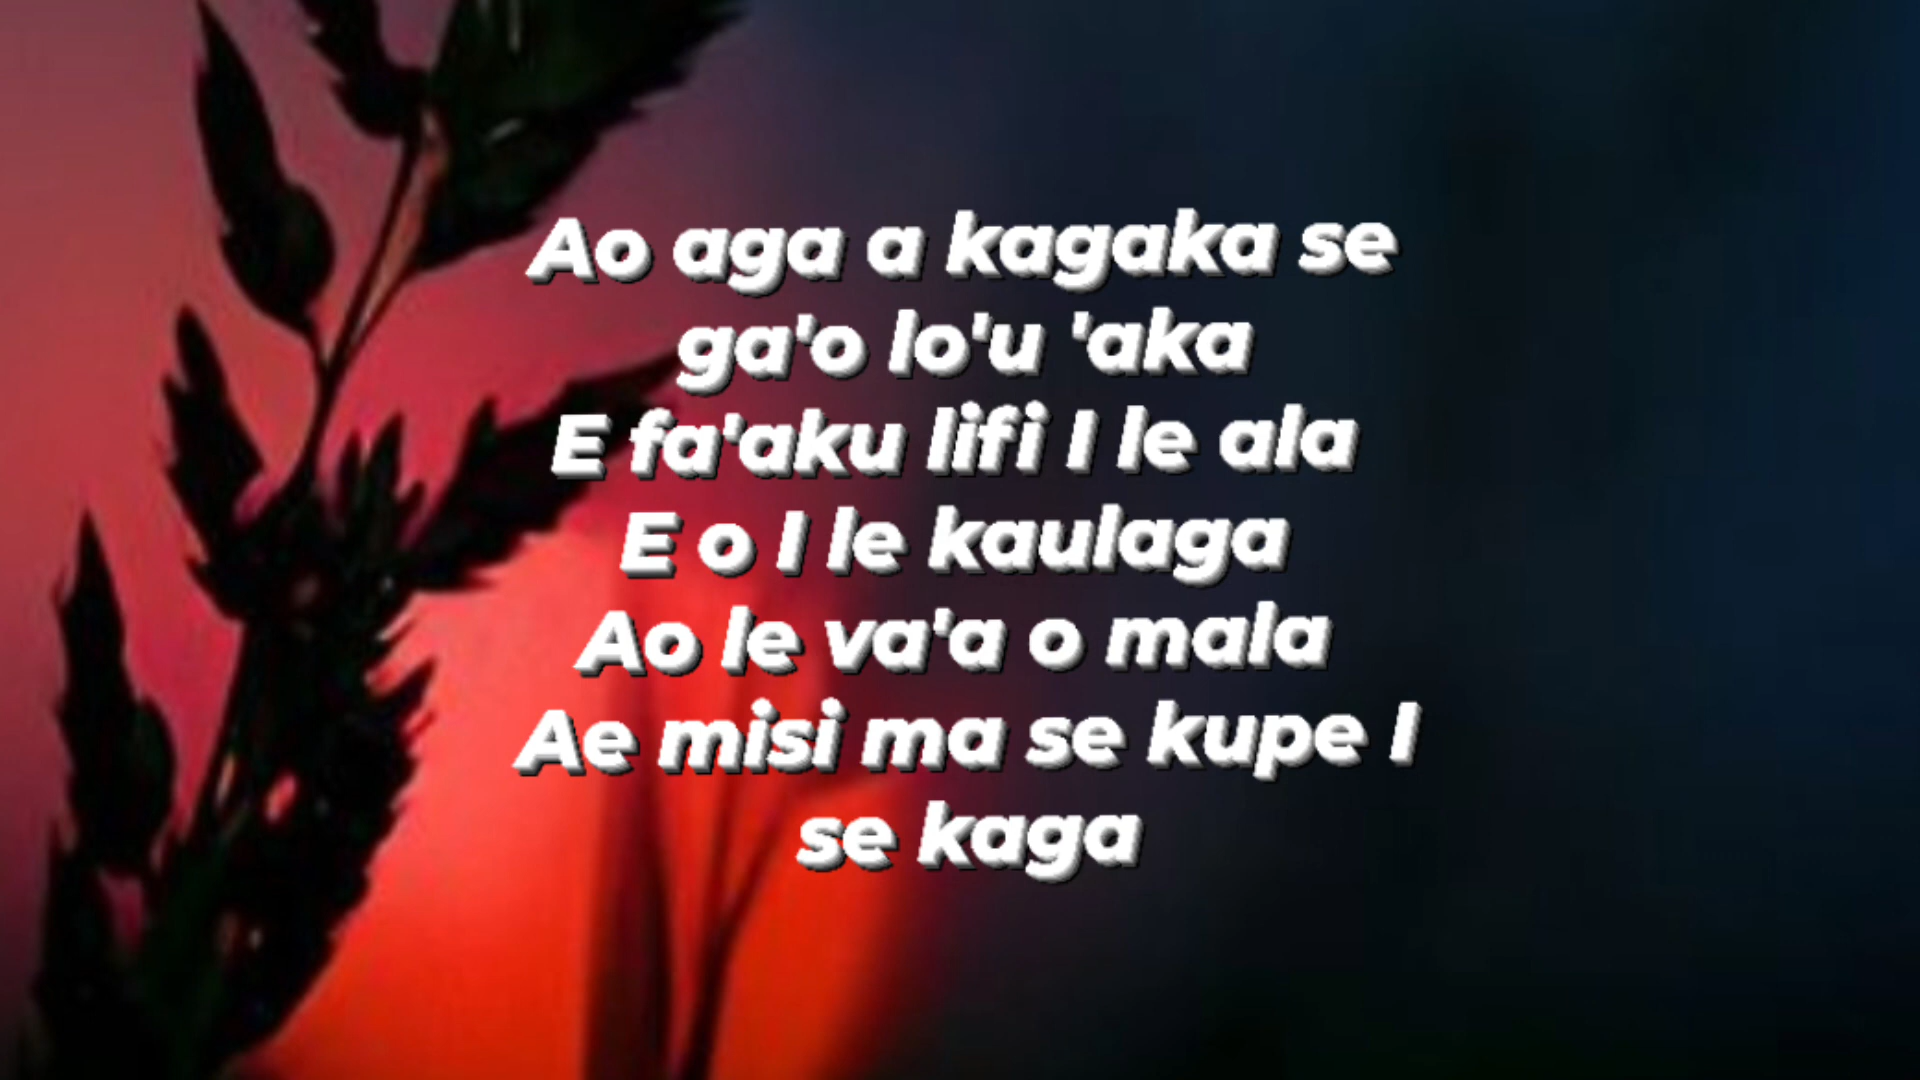 Ao aga a kagaka se
ga'o lo'u 'aka
E fa'aku lifi I le ala
E o I le kaulaga
Ao le va'a o mala
Ae misi ma se kupe I
se kaga